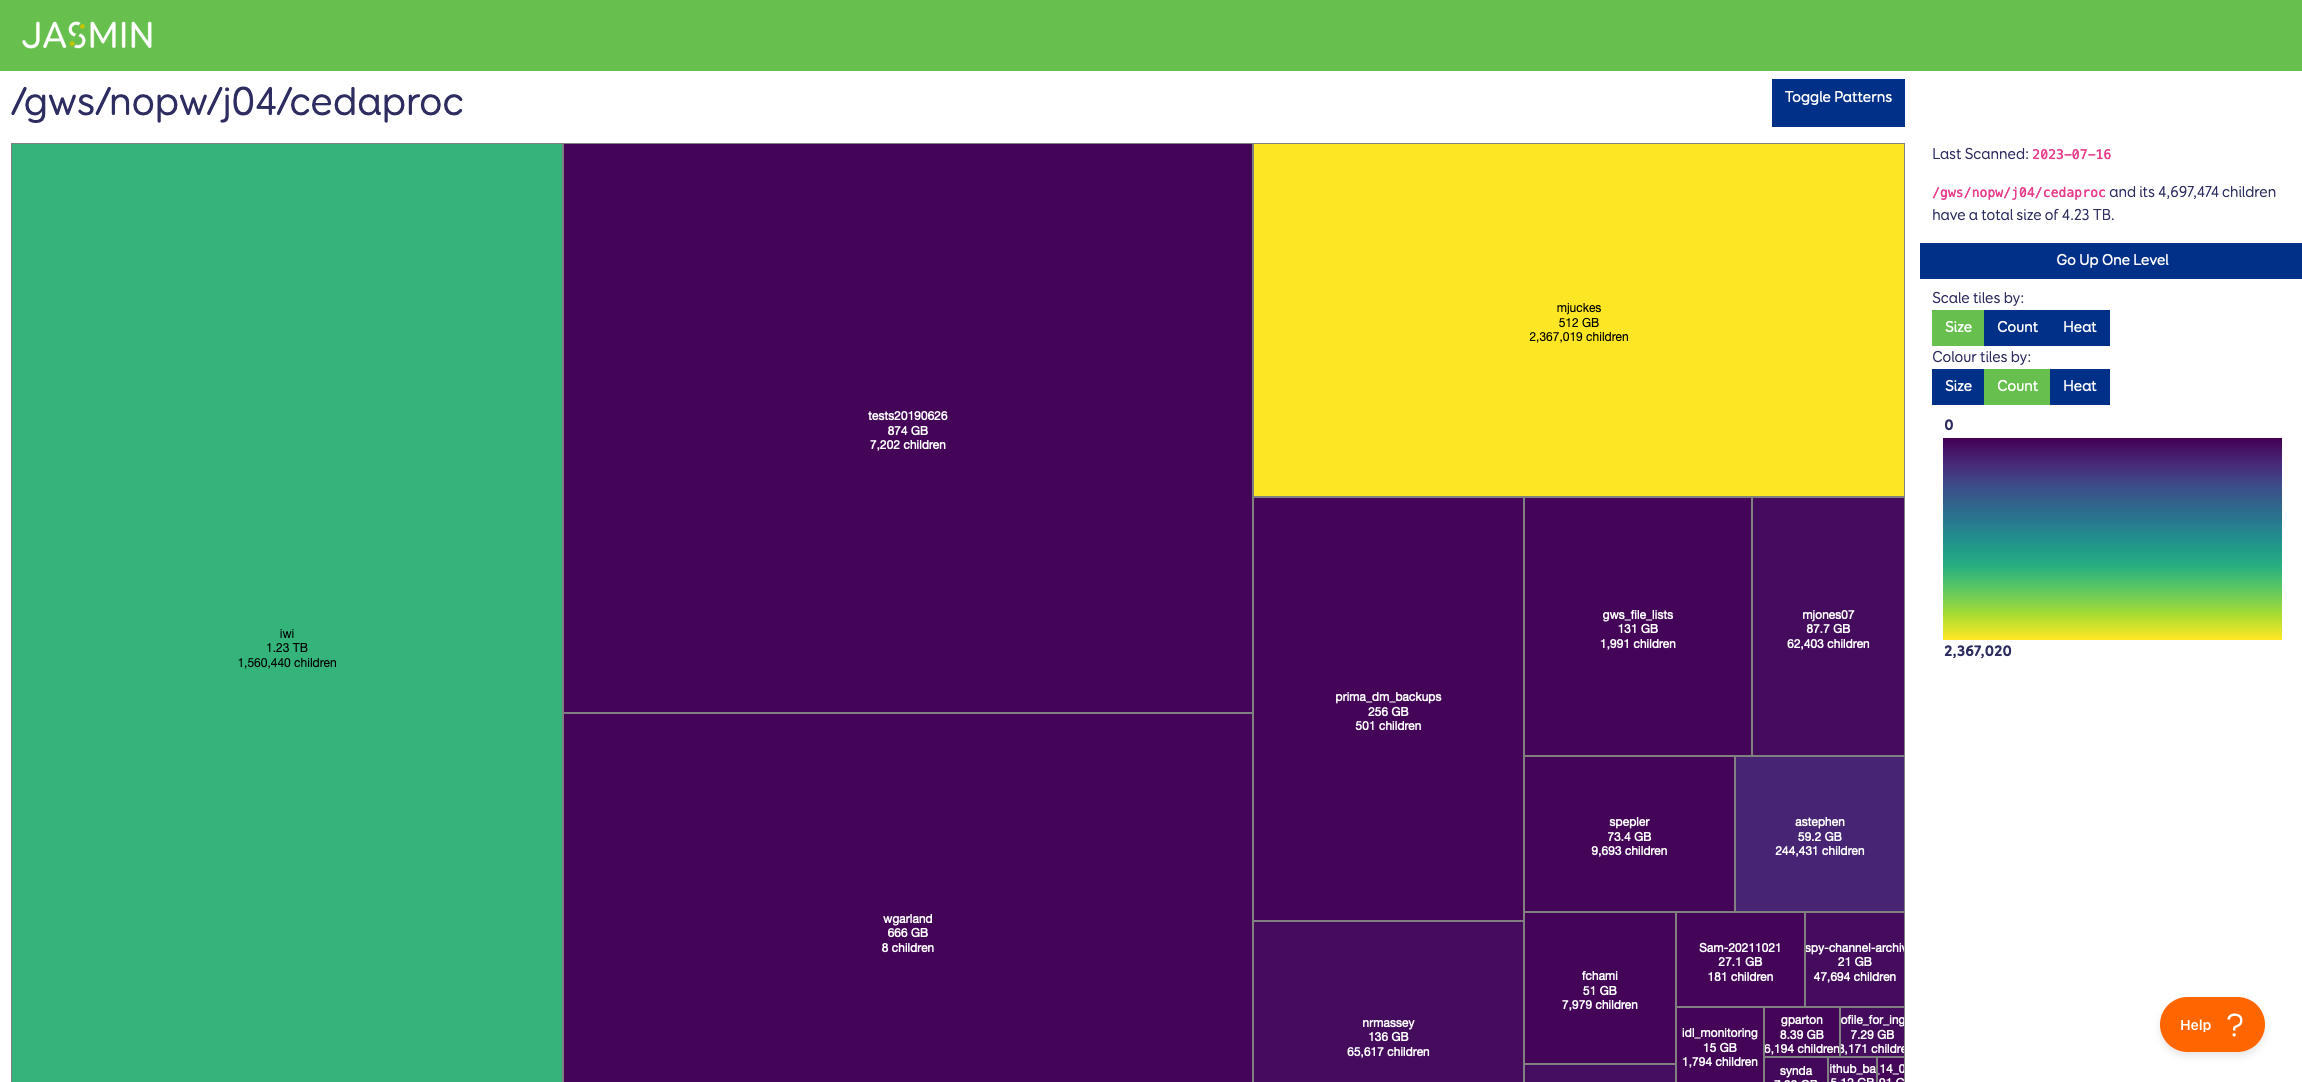 JASMIN
/gws/nopw/j04/cedaproc
Toggle Patterns
Last Scanned: 2023-07-16
/gws/nopw/j04/cedaproc and its 4,697,474 children
have a total size of 4.23 TB.
Go Up One Level
Scale tiles by:
Size Count Heat
Colour tiles by:
Size Count Heat
0
2,367,020
iwi
1.23 TB
1,560,440 children
tests20190626
874 GB
7,202 children
wgarland
666 GB
8 children
mjuckes
512 GB
2,367,019 children
prima_dm_backups
256 GB
501 children
nrmassey
136 GB
65,617 children
gws_file_lists
131 GB
1,991 children
mjones07
87.7 GB
62,403 children
spepler
73.4 GB
9,693 children
astephen
59.2 GB
244,431 children
fchami
51 GB
7,979 children
Sam-20211021
27.1 GB
181 children
spy-channel-archiv
21 GB
47,694 children
idl_monitoring
15 GB
1,794 children
gparton
8.39 GB
6,194 children
ofile_for_ing
7.29 GB
3,171 childre
synda
ithub_ba
14_0
Help ?